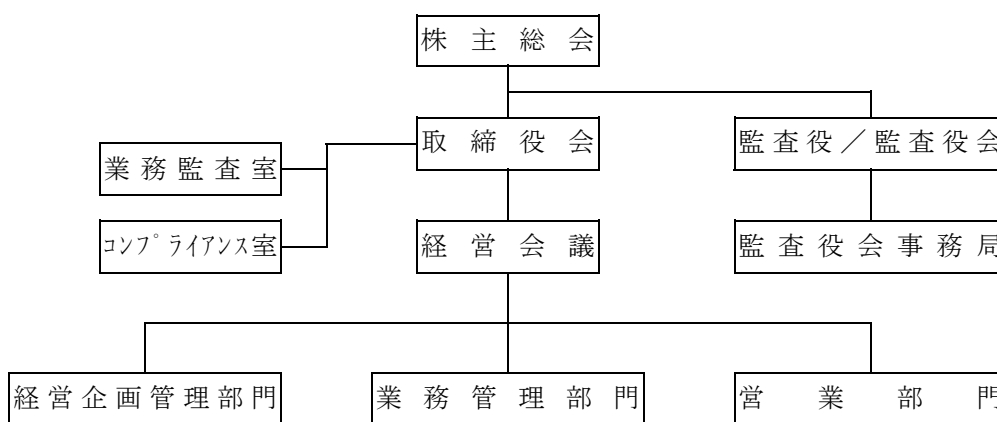 株主総会
取締役会
監査役／監査役会
業務監査室
コンプライアンス室
経営会議
監査役会事務局
経営企画管理部門
業務管理部門
営業部門